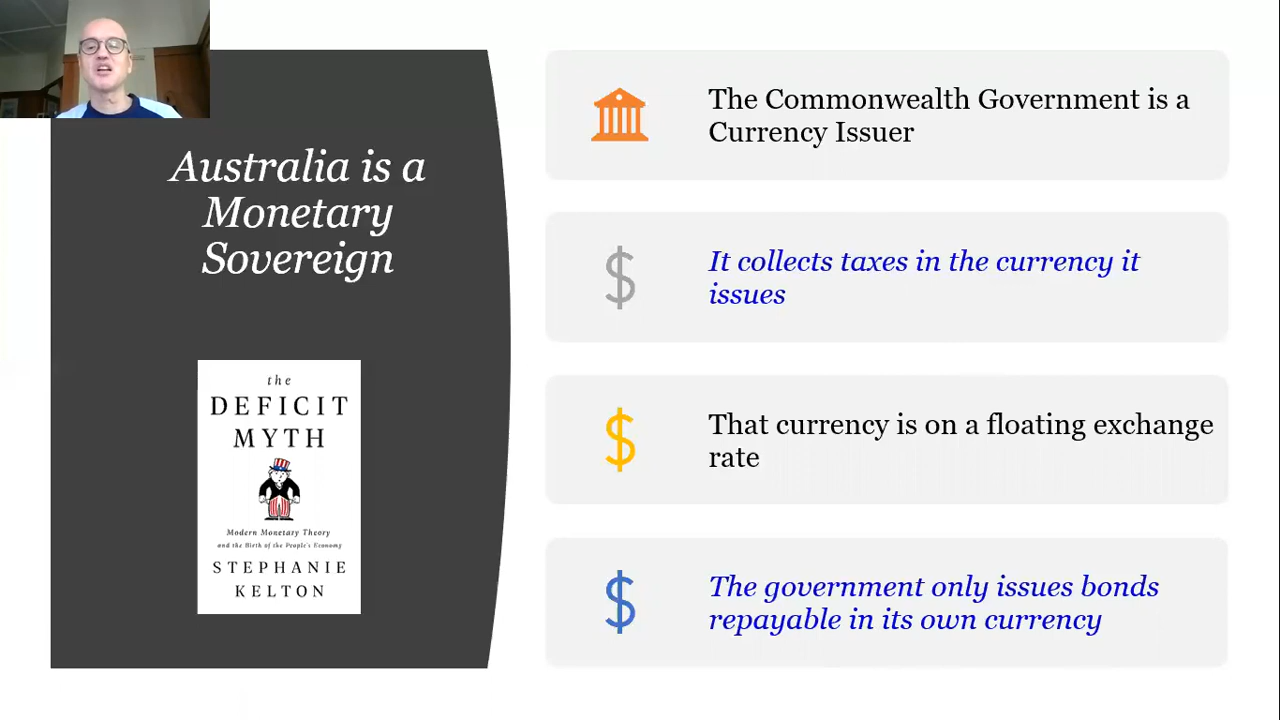 Australia is a
Monetary
Sovereign
the
DEFICIT
MYTH
Modern Monetary Theory
and the Birth of the People's Economy
STEPHANIE
KELTON
The Commonwealth Government is a
Currency Issuer
$
It collects taxes in the currency it
issues
$
That currency is on a floating exchange
rate
$
The government only issues bonds
repayable in its own currency